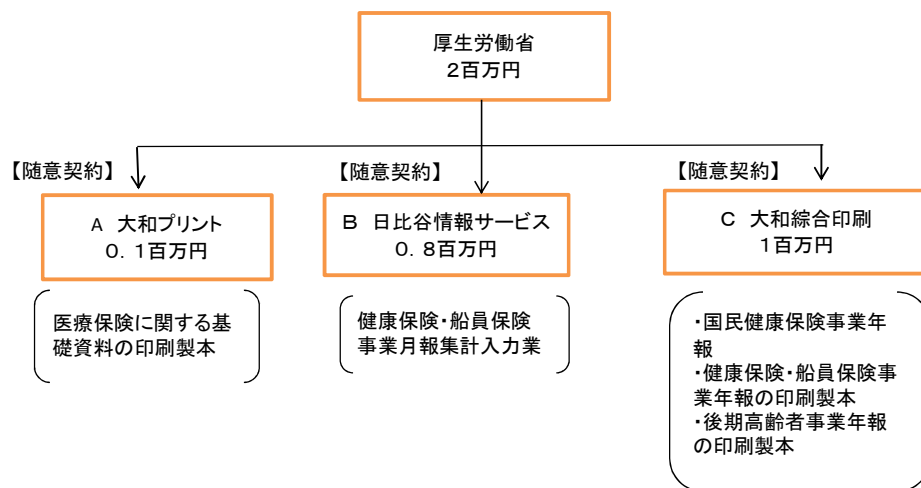 厚生労働省
2百万円
【随意契約】
【随意契約】
【随意契約】
A 大和プリント
0.1百万円
B 日比谷情報サービス
0.8百万円
C 大和綜合印刷
1百万円
医療保険に関する基
礎資料の印刷製本
健康保険・船員保険
事業月報集計入力業
・国民健康保険事業年
報
・健康保険・船員保険事
業年報の印刷製本
・後期高齢者事業年報
の印刷製本